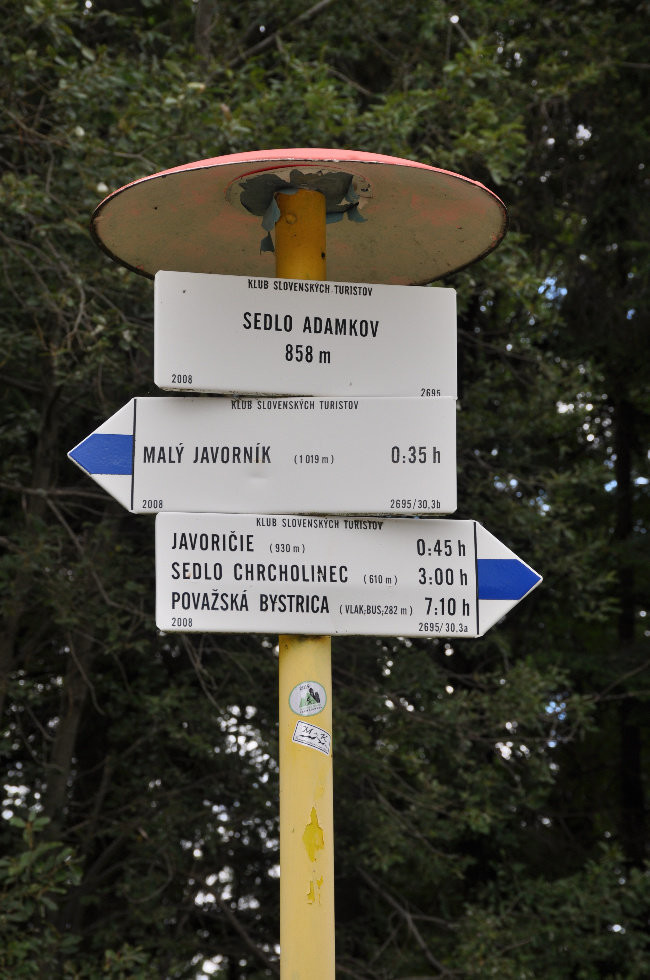 KLUB SLOVENSKÝCH TURISTOV
SEDLO ADAMKOV
858 m
2008 2695
KLUB SLOVENSKÝCH TURISTOV
MALÝ JAVORNÍK (1 019 m) 0:35 h
2008 2695/30,3b
KLUB SLOVENSKÝCH TURISTOV
JAVORIČIE (930 m) 0:45 h
SEDLO CHRCHOLINEC (610 m) 3:00 h
POVAŽSKÁ BYSTRICA (VLAK,BUS,282 m) 7:10 h
2008 2695/30.3a